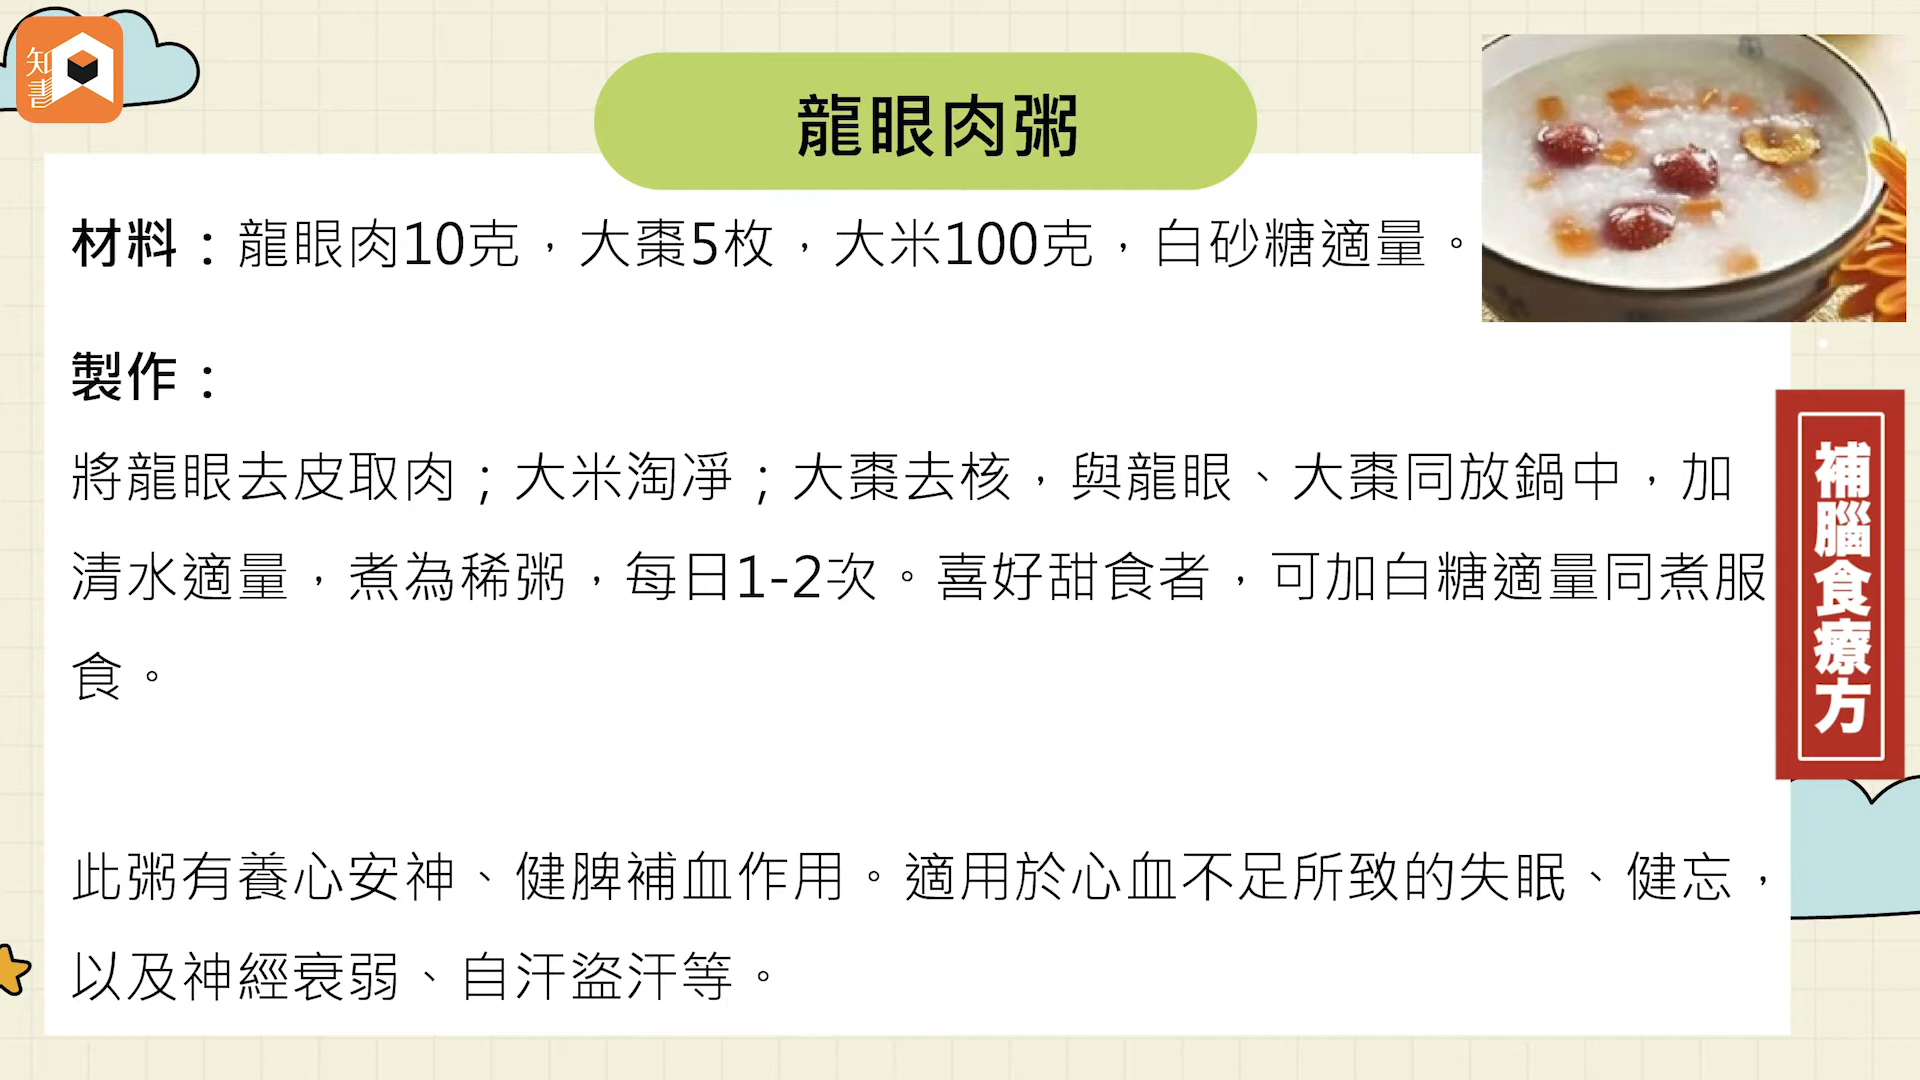 知書
龍眼肉粥
材料：龍眼肉10克，大棗5枚，大米100克，白砂糖適量。
製作：
將龍眼去皮取肉；大米淘凈；大棗去核，與龍眼、大棗同放鍋中，加
清水適量，煮為稀粥，每日1-2次。喜好甜食者，可加白糖適量同煮服
食。
此粥有養心安神、健脾補血作用。適用於心血不足所致的失眠、健忘，
以及神經衰弱、自汗盜汗等。
補腦食療方